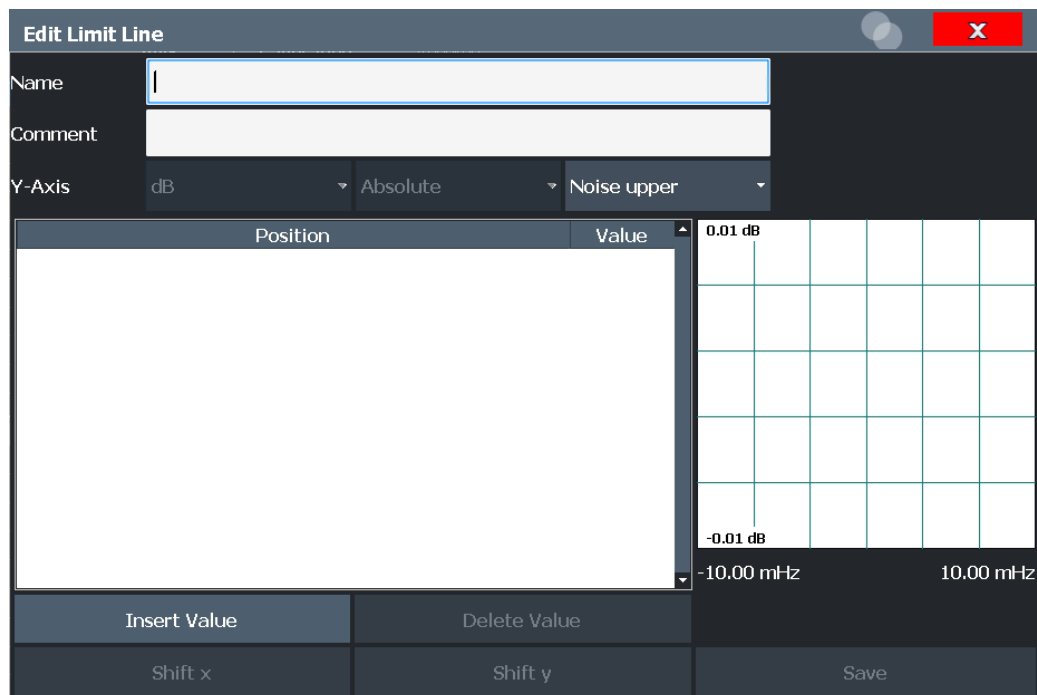 Edit Limit Line
X
Name
Comment
Y-Axis dB Absolute Noise upper
Position Value
0.01 dB
-0.01 dB
-10.00 mHz 10.00 mHz
Insert Value Delete Value
Shift x Shift y Save